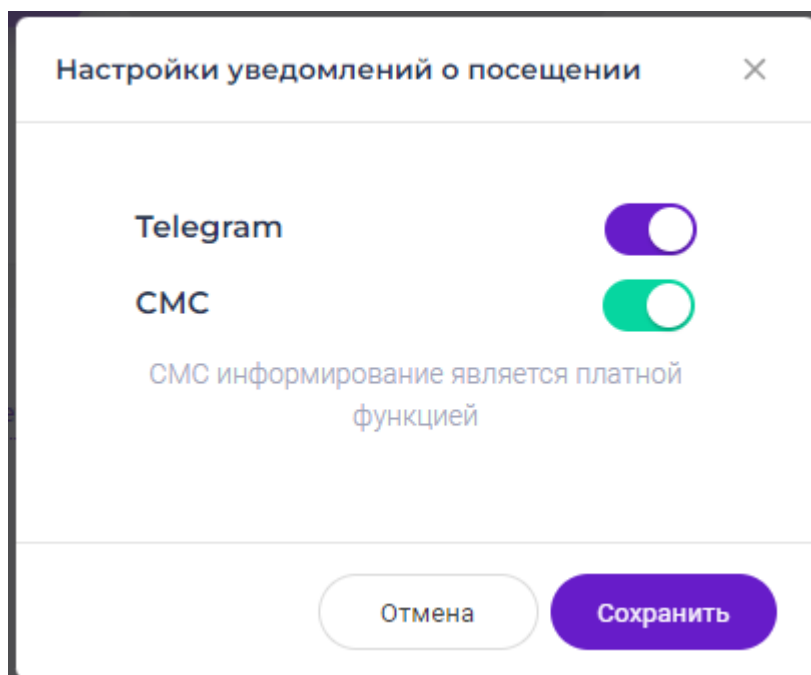 Настройки уведомлений о посещении
Telegram
СМС
СМС информирование является платной
функцией
Отмена
Сохранить